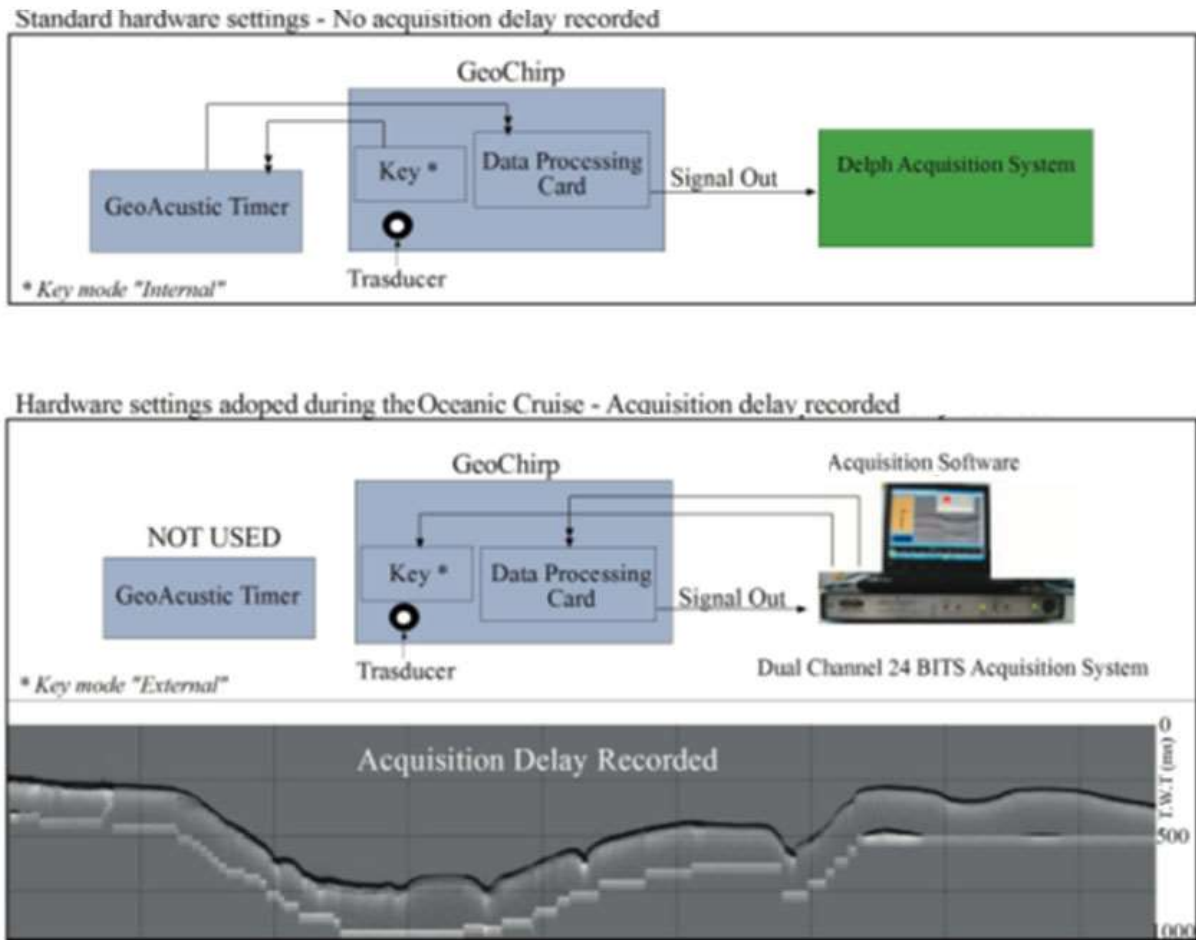 Standard hardware settings - No acquisition delay recorded
GeoChirp
Key *
Data Processing
Card
Signal Out
Delph Acquisition System
GeoAcustic Timer
Trasducer
* Key mode "Internal"
Hardware settings adoped during the Oceanic Cruise - Acquisition delay recorded
GeoChirp
Acquisition Software
NOT USED
GeoAcustic Timer
Key *
Data Processing
Card
Signal Out
Trasducer
Dual Channel 24 BITS Acquisition System
* Key mode "External"
Acquisition Delay Recorded
0
T.W.T (ms)
500
1000